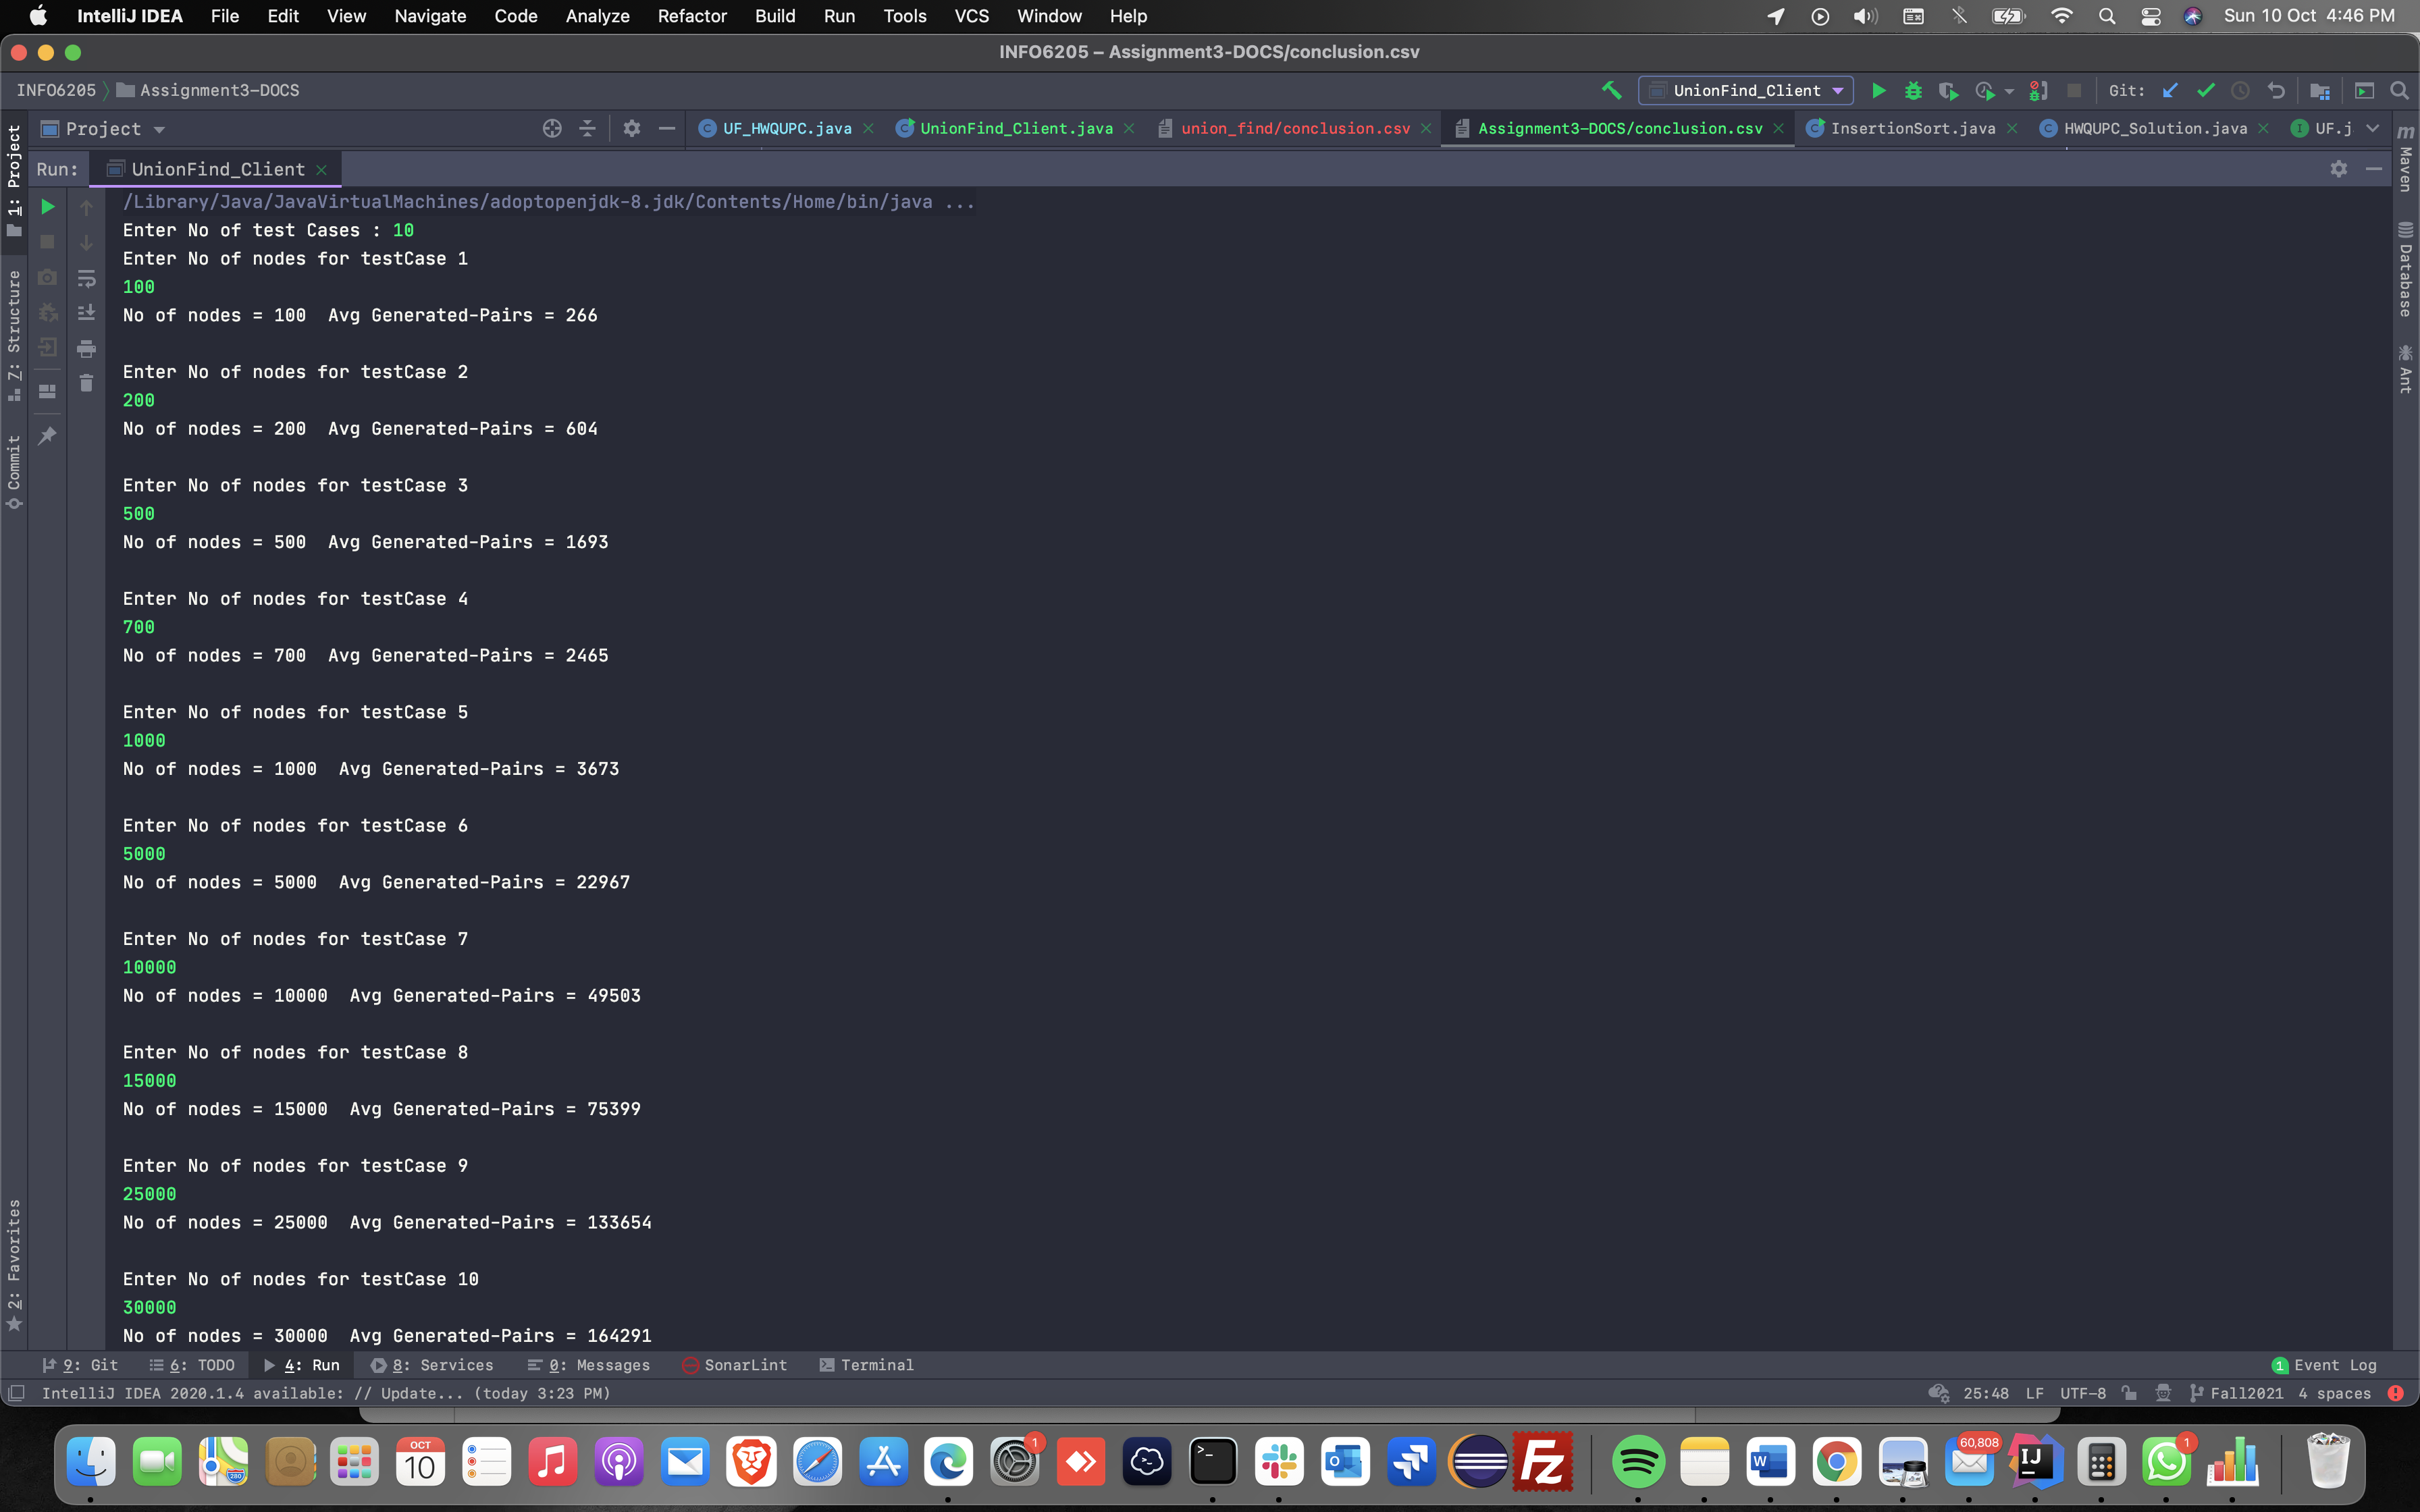 IntelliJ IDEA File Edit View Navigate Code Analyze Refactor Build Run Tools VCS Window Help Sun 10 Oct 4:46 PM
INFO6205 – Assignment3-DOCS/conclusion.csv
INFO6205 Assignment3-DOCS UnionFind_Client Git:
Project UF_HWQUPC.java UnionFind_Client.java union_find/conclusion.csv Assignment3-DOCS/conclusion.csv InsertionSort.java HWQUPC_Solution.java UF.j
Run: UnionFind_Client
/Library/Java/JavaVirtualMachines/adoptopenjdk-8.jdk/Contents/Home/bin/java ...
Enter No of test Cases : 10
Enter No of nodes for testCase 1
100
No of nodes = 100  Avg Generated-Pairs = 266
Enter No of nodes for testCase 2
200
No of nodes = 200  Avg Generated-Pairs = 604
Enter No of nodes for testCase 3
500
No of nodes = 500  Avg Generated-Pairs = 1693
Enter No of nodes for testCase 4
700
No of nodes = 700  Avg Generated-Pairs = 2465
Enter No of nodes for testCase 5
1000
No of nodes = 1000  Avg Generated-Pairs = 3673
Enter No of nodes for testCase 6
5000
No of nodes = 5000  Avg Generated-Pairs = 22967
Enter No of nodes for testCase 7
10000
No of nodes = 10000  Avg Generated-Pairs = 49503
Enter No of nodes for testCase 8
15000
No of nodes = 15000  Avg Generated-Pairs = 75399
Enter No of nodes for testCase 9
25000
No of nodes = 25000  Avg Generated-Pairs = 133654
Enter No of nodes for testCase 10
30000
No of nodes = 30000  Avg Generated-Pairs = 164291
1: Project
Z: Structure
Commit
2: Favorites
m Maven
Database
Ant
9: Git 6: TODO 4: Run 8: Services 0: Messages SonarLint Terminal 1 Event Log
IntelliJ IDEA 2020.1.4 available: // Update... (today 3:23 PM) 25:48 LF UTF-8 Fall2021 4 spaces
OCT
10
280
1
60,808
IJ
W
Fz
1